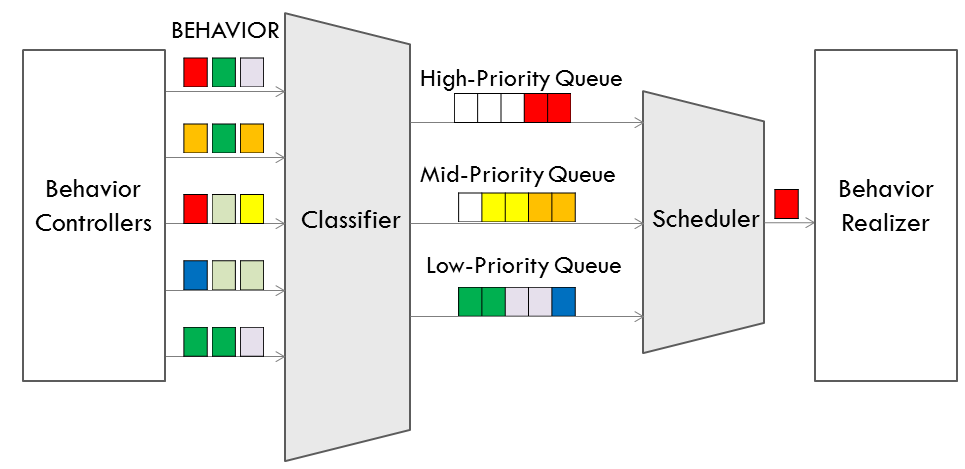 BEHAVIOR
High-Priority Queue
Mid-Priority Queue
Low-Priority Queue
Behavior
Controllers
Classifier
Scheduler
Behavior
Realizer